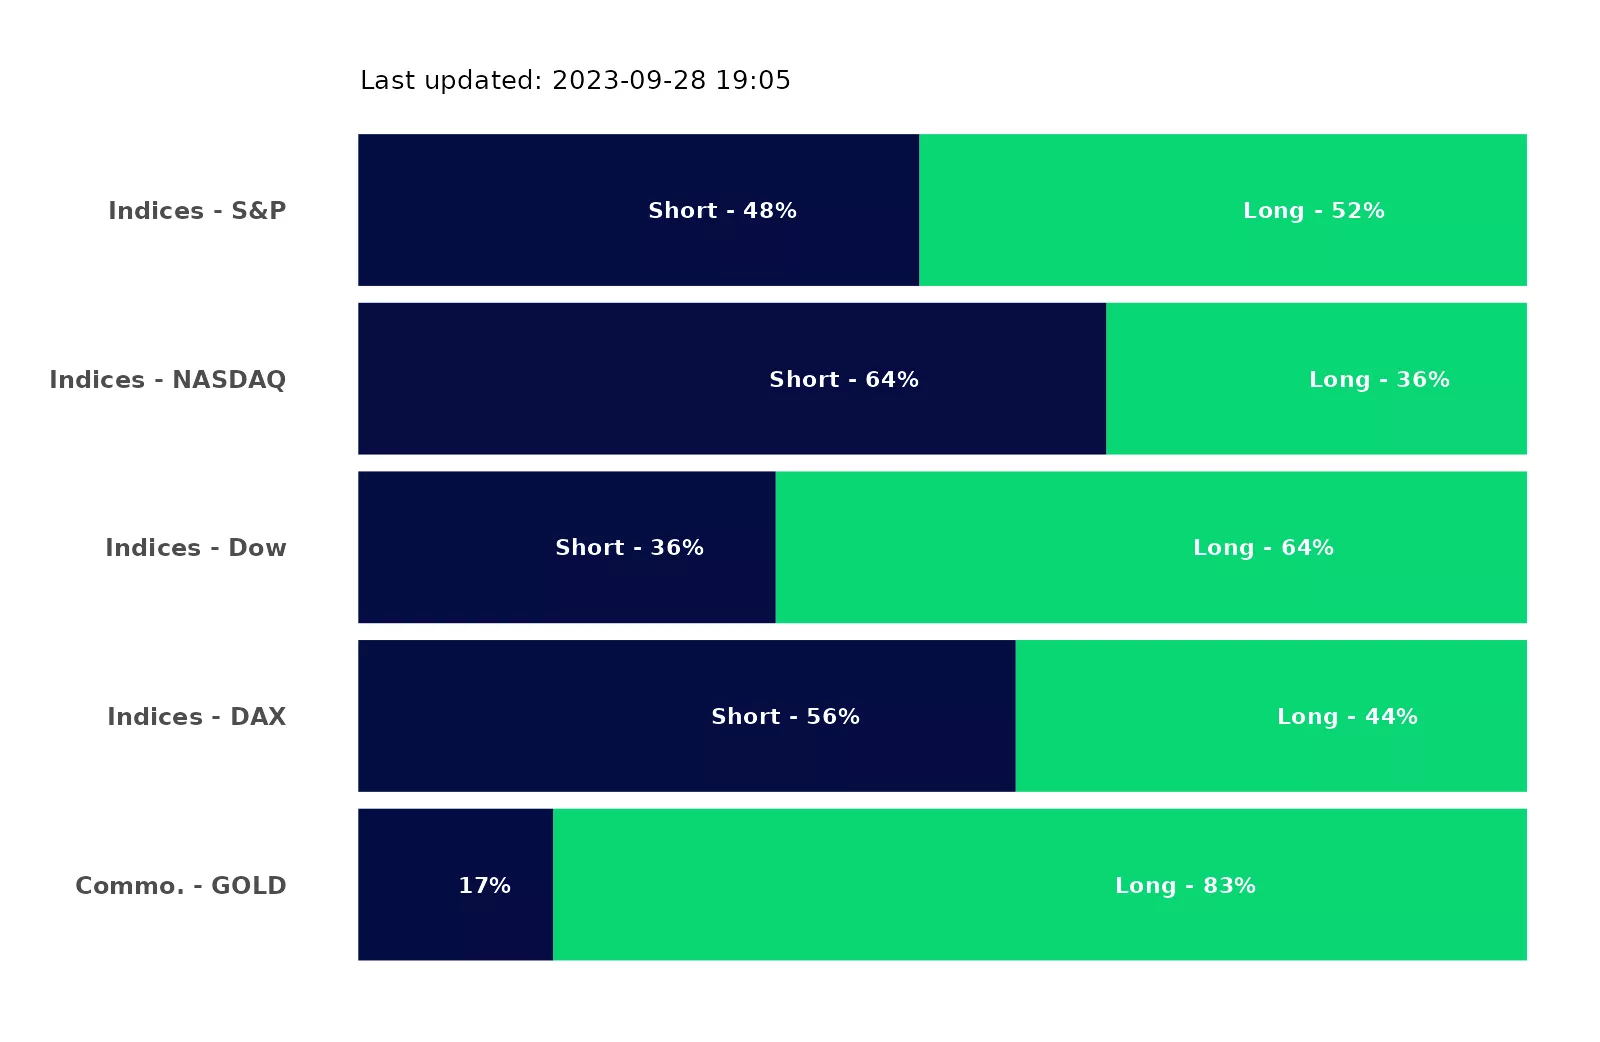 Last updated: 2023-09-28 19:05
Indices - S&P Short - 48% Long - 52%
Indices - NASDAQ Short - 64% Long - 36%
Indices - Dow Short - 36% Long - 64%
Indices - DAX Short - 56% Long - 44%
Commo. - GOLD 17% Long - 83%